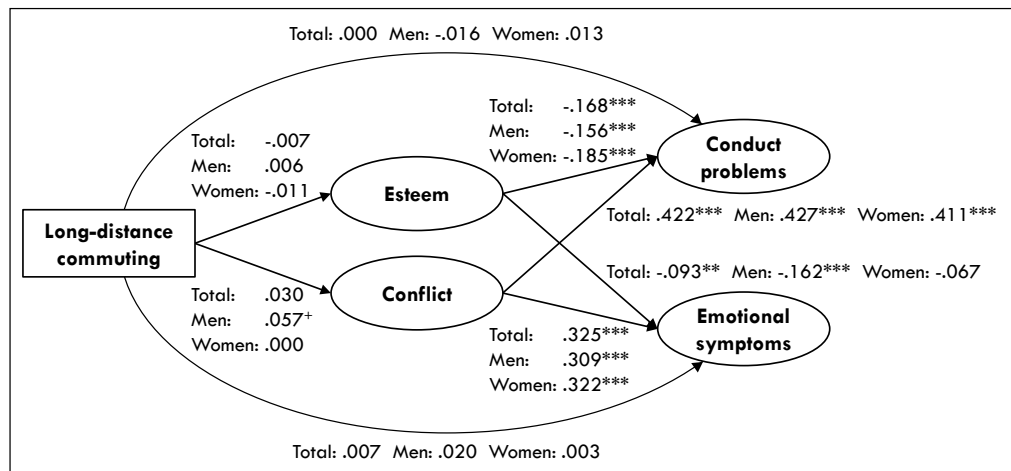 Total: .000 Men: -.016 Women: .013
Total: -.168***
Men: -.156***
Women: -.185***
Total: -.007
Men: .006
Women: -.011
Conduct
problems
Esteem
Total: .422*** Men: .427*** Women: .411***
Long-distance
commuting
Total: -.093** Men: -.162*** Women: -.067
Conflict
Total: .030
Men: .057+
Women: .000
Emotional
symptoms
Total: .325***
Men: .309***
Women: .322***
Total: .007 Men: .020 Women: .003